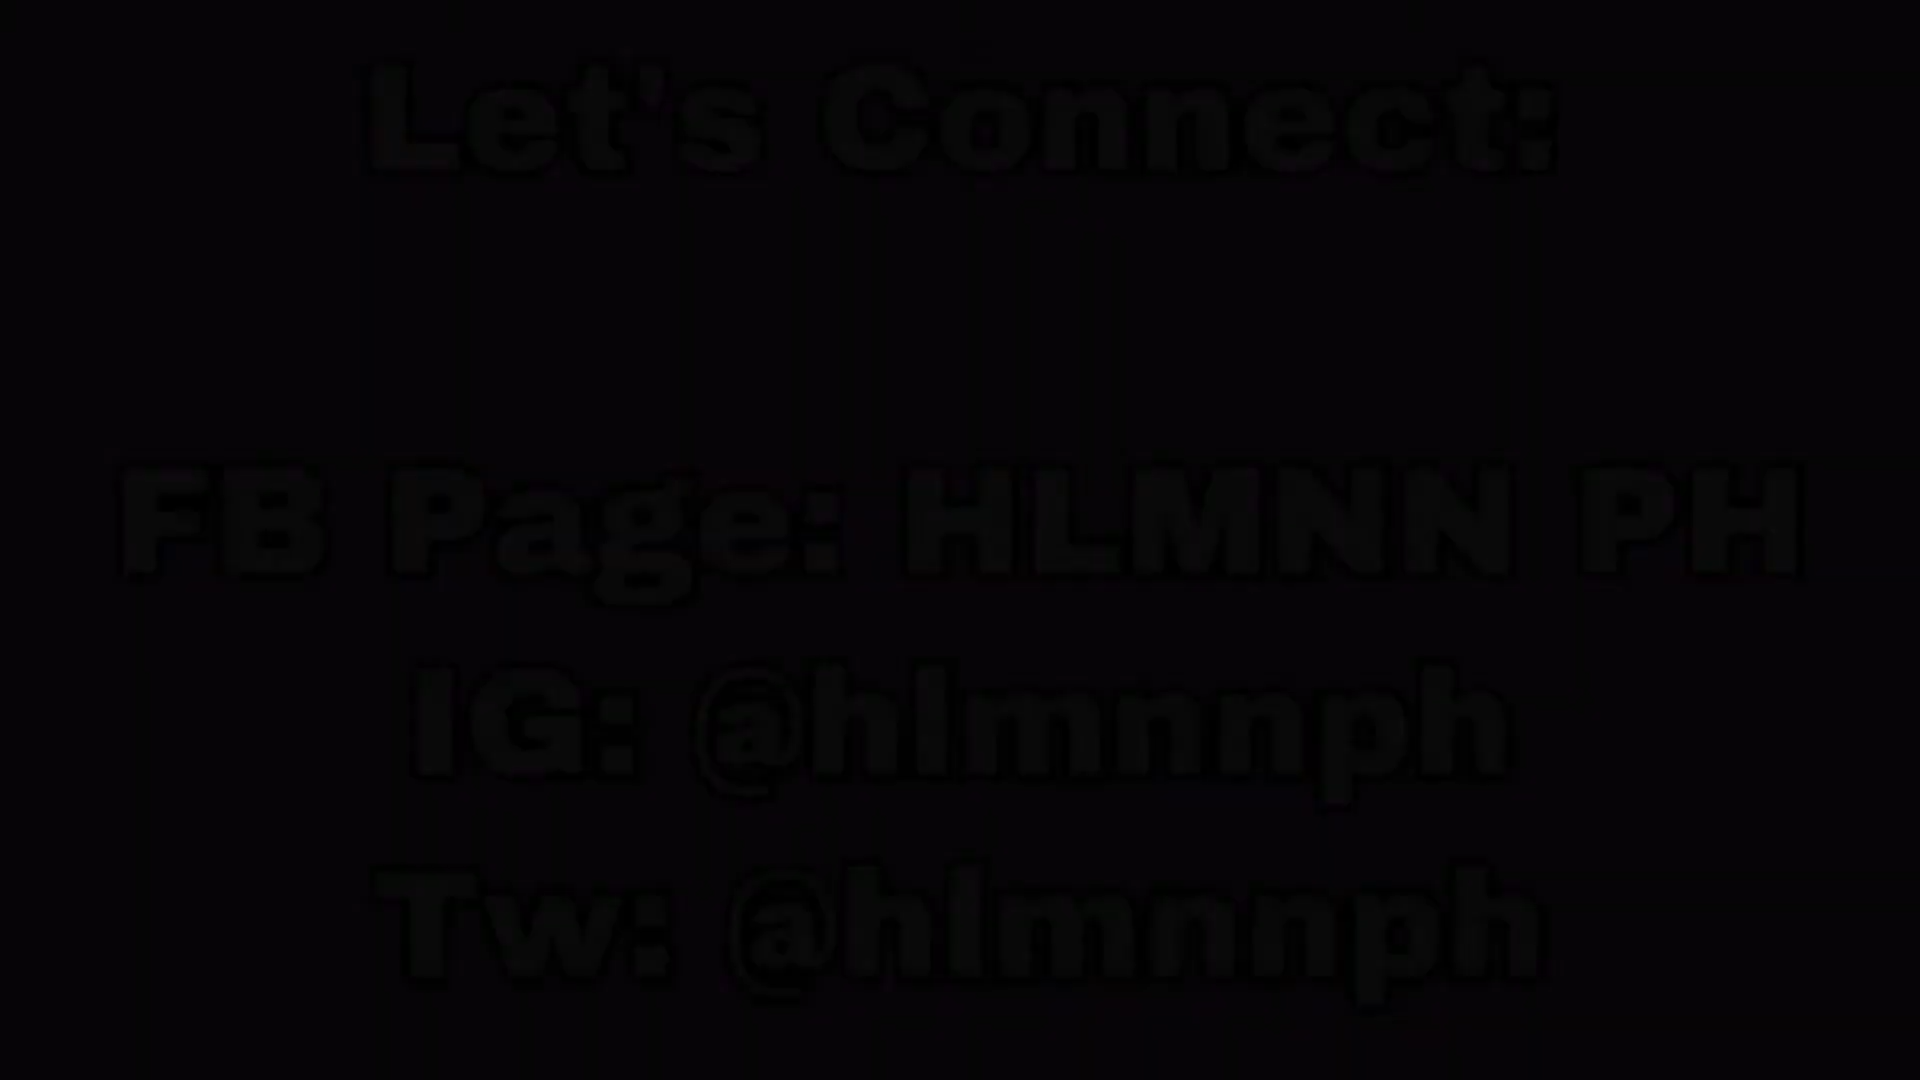 Let's Connect:
FB Page: HLMNN PH
IG: @hlmnnph
Tw: @hlmnnph